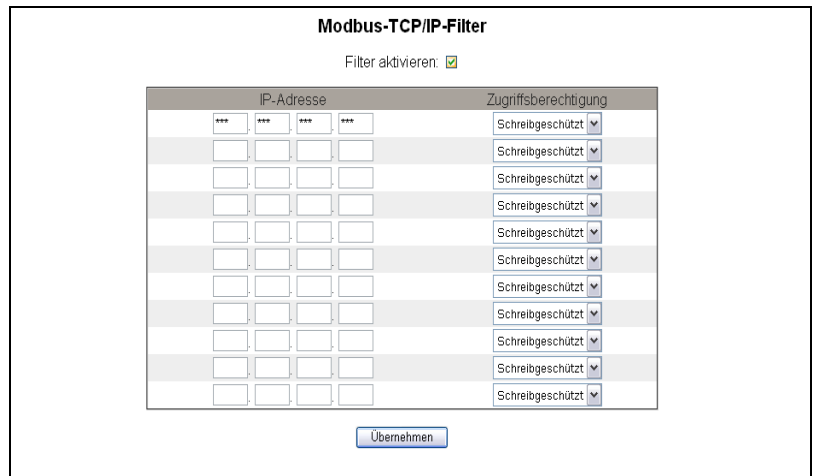 Modbus-TCP/IP-Filter
Filter aktivieren:
IP-Adresse Zugriffsberechtigung
*** . *** . *** . *** Schreibgeschützt
. . . Schreibgeschützt
. . . Schreibgeschützt
. . . Schreibgeschützt
. . . Schreibgeschützt
. . . Schreibgeschützt
. . . Schreibgeschützt
. . . Schreibgeschützt
. . . Schreibgeschützt
. . . Schreibgeschützt
. . . Schreibgeschützt
Übernehmen